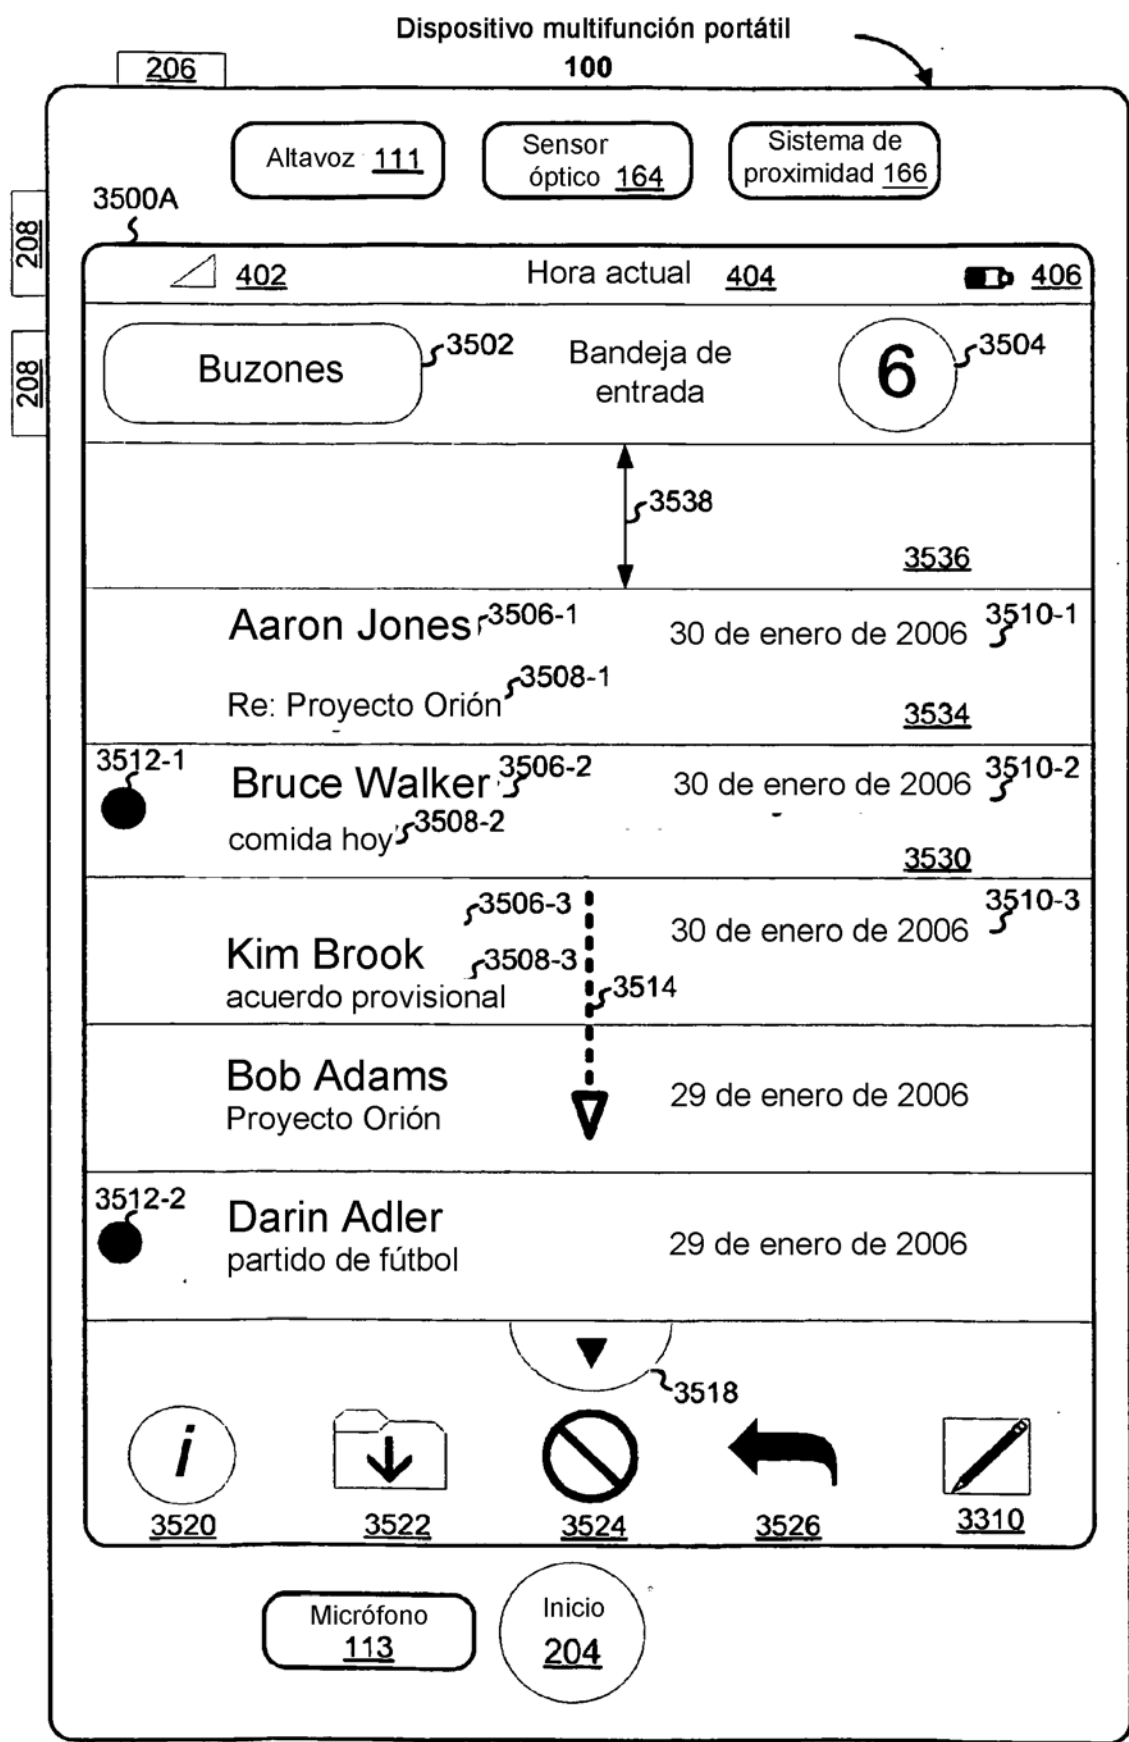 Dispositivo multifunción portátil
100
206
Altavoz 111
Sensor
óptico 164
Sistema de
proximidad 166
3500A
208
208
402
Hora actual 404
406
Buzones
3502
Bandeja de
entrada
6
3504
3538
3536
Aaron Jones 3506-1
30 de enero de 2006 3510-1
Re: Proyecto Orión 3508-1
3534
3512-1
Bruce Walker 3506-2
30 de enero de 2006 3510-2
comida hoy 3508-2
3530
3506-3
3510-3
30 de enero de 2006
Kim Brook 3508-3
acuerdo provisional
3514
Bob Adams
Proyecto Orión
29 de enero de 2006
3512-2
Darin Adler
partido de fútbol
29 de enero de 2006
3518
i
3520
3522
3524
3526
3310
Micrófono
113
Inicio
204